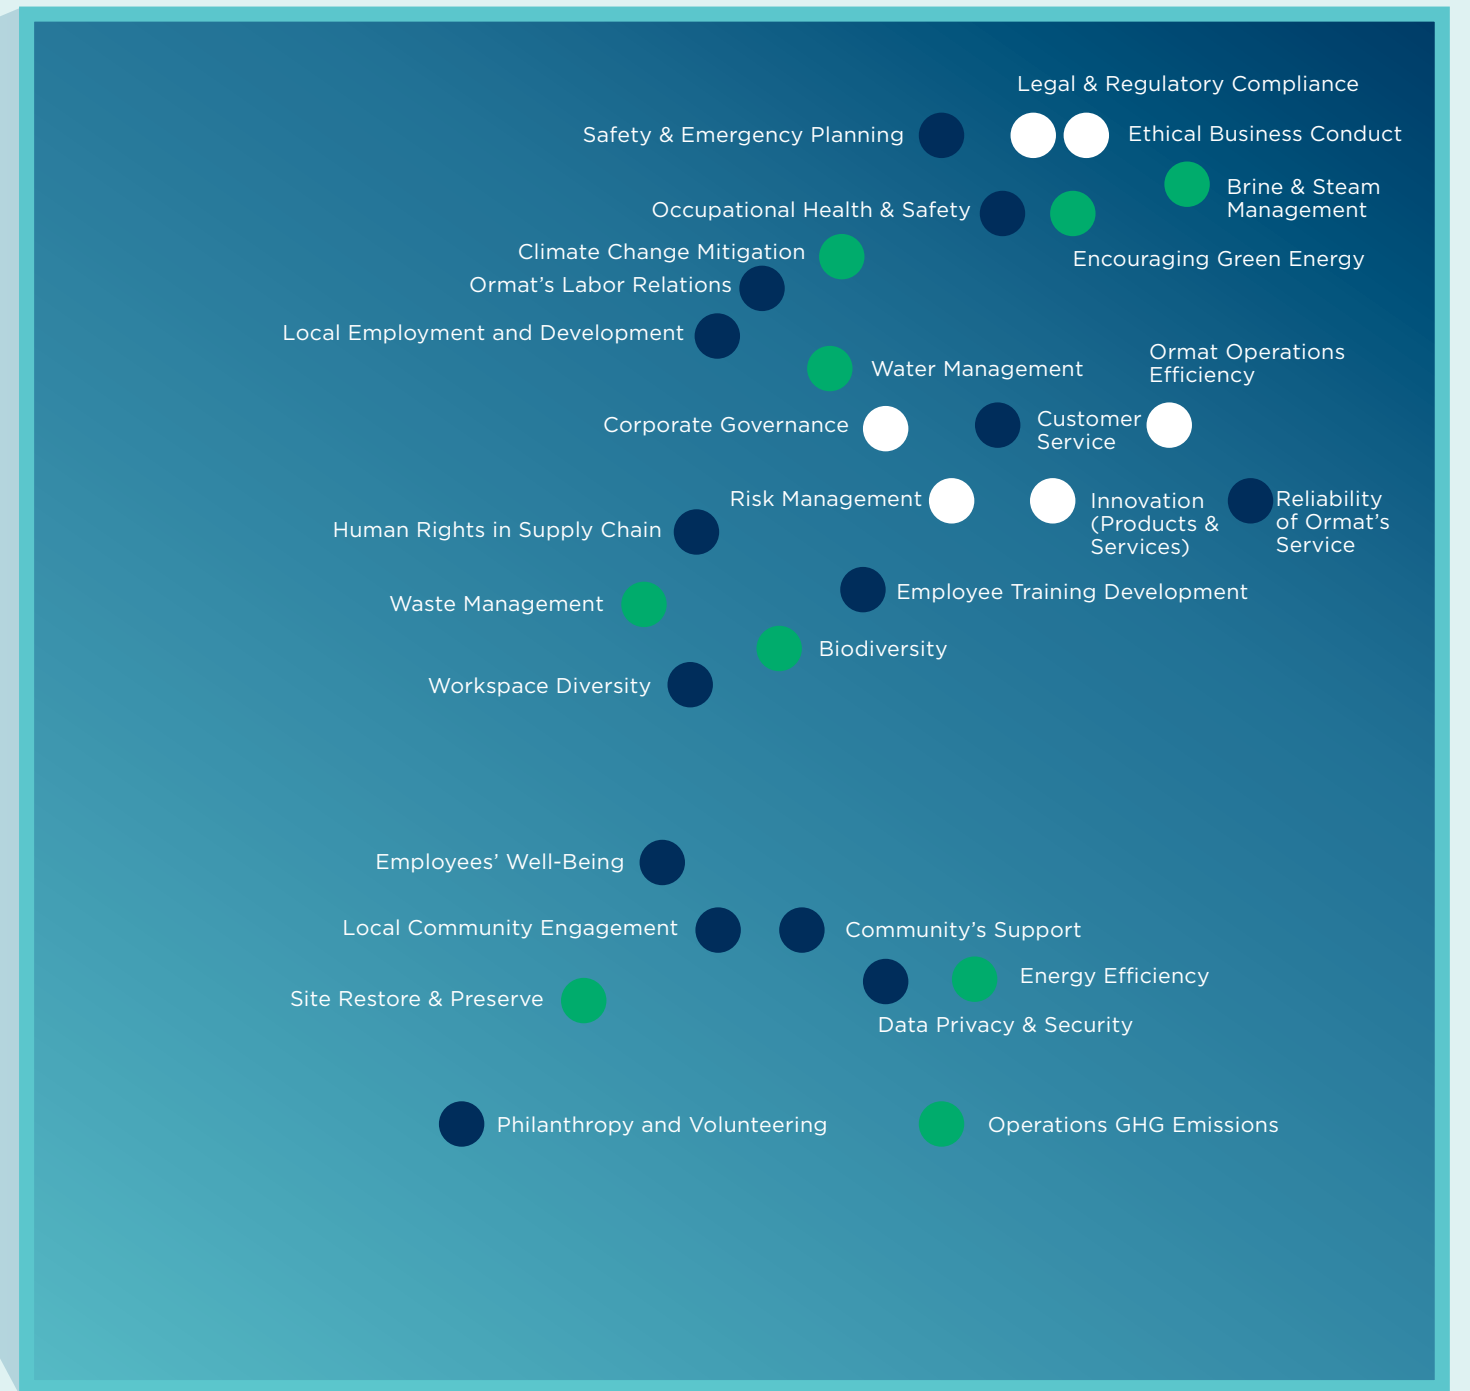 Legal & Regulatory Compliance
Safety & Emergency Planning
Ethical Business Conduct
Brine & Steam
Management
Occupational Health & Safety
Climate Change Mitigation
Encouraging Green Energy
Ormat’s Labor Relations
Local Employment and Development
Ormat Operations
Efficiency
Water Management
Corporate Governance
Customer
Service
Risk Management
Innovation
(Products &
Services)
Reliability
of Ormat’s
Service
Human Rights in Supply Chain
Employee Training Development
Waste Management
Biodiversity
Workspace Diversity
Employees’ Well-Being
Local Community Engagement
Community’s Support
Energy Efficiency
Site Restore & Preserve
Data Privacy & Security
Philanthropy and Volunteering
Operations GHG Emissions